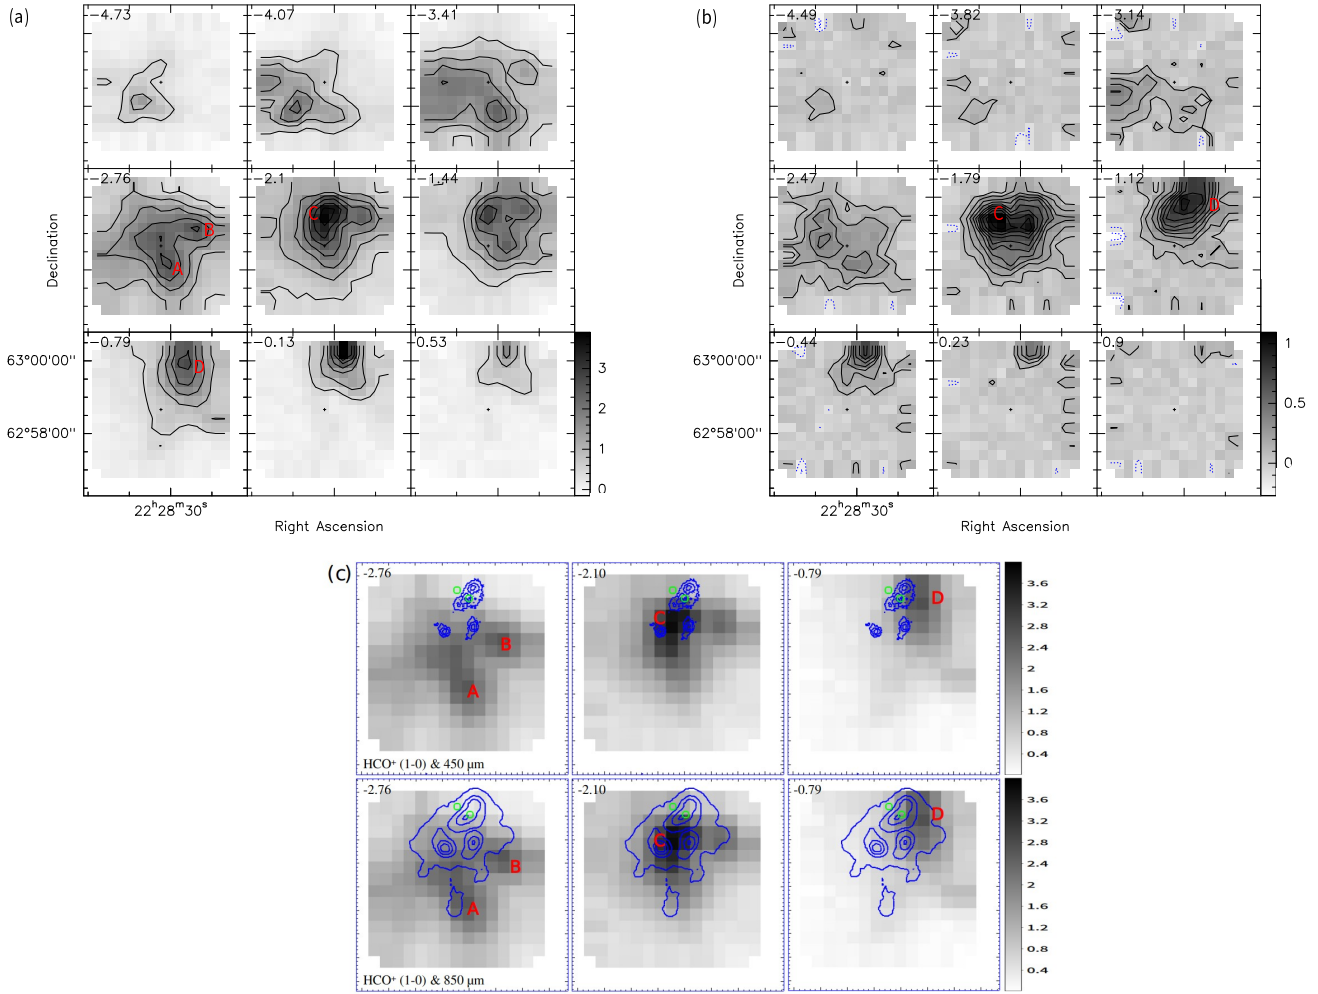 (a)
−4.73 −4.07 −3.41
−2.76 −2.1 −1.44
B
A
C
Declination
−0.79 −0.13 0.53
D
63°00'00''
62°58'00''
3
2
1
0
22ʰ28ᵐ30ˢ
Right Ascension
(b)
−4.49 −3.82 −3.14
−2.47 −1.79 −1.12
C
D
Declination
−0.44 0.23 0.9
63°00'00''
62°58'00''
1
0.5
0
22ʰ28ᵐ30ˢ
Right Ascension
(c)
-2.76 -2.10 -0.79
B
A
C
D
HCO⁺ (1-0) & 450 μm
3.6
3.2
2.8
2.4
2
1.6
1.2
0.8
0.4
-2.76 -2.10 -0.79
B
A
C
D
HCO⁺ (1-0) & 850 μm
3.6
3.2
2.8
2.4
2
1.6
1.2
0.8
0.4